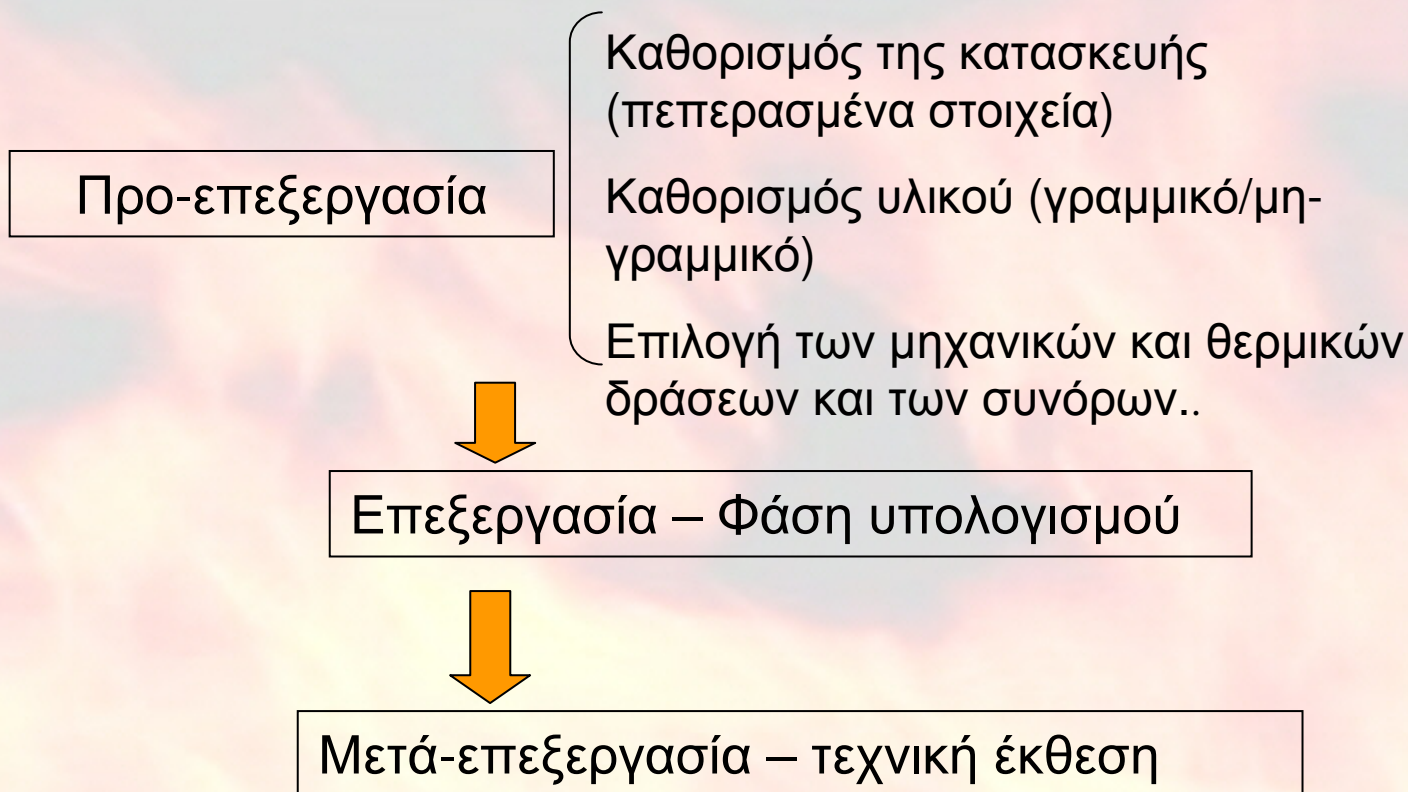 Προ-επεξεργασία
Καθορισμός της κατασκευής
(πεπερασμένα στοιχεία)
Καθορισμός υλικού (γραμμικό/μη-
γραμμικό)
Επιλογή των μηχανικών και θερμικών
δράσεων και των συνόρων..
Επεξεργασία – Φάση υπολογισμού
Μετά-επεξεργασία – τεχνική έκθεση